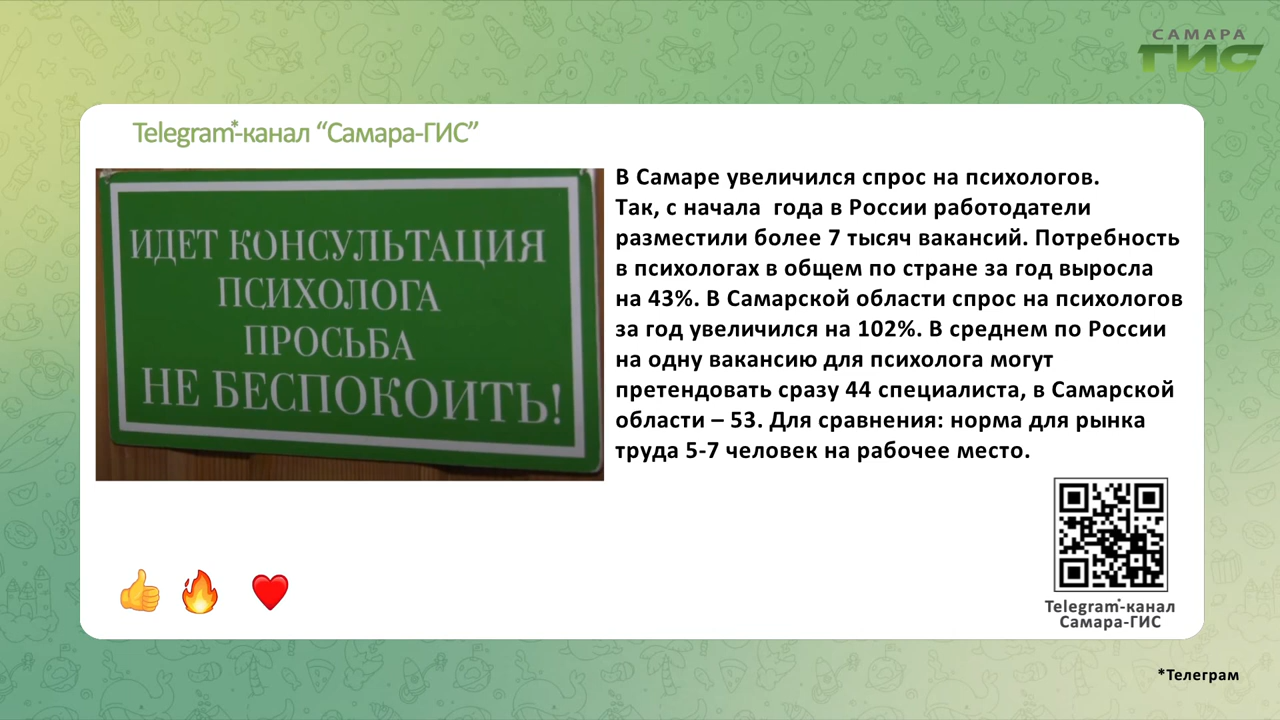 САМАРА
ГИС
Telegram*-канал “Самара-ГИС”
ИДЕТ КОНСУЛЬТАЦИЯ
ПСИХОЛОГА
ПРОСЬБА
НЕ БЕСПОКОИТЬ!
В Самаре увеличился спрос на психологов.
Так, с начала года в России работодатели
разместили более 7 тысяч вакансий. Потребность
в психологах в общем по стране за год выросла
на 43%. В Самарской области спрос на психологов
за год увеличился на 102%. В среднем по России
на одну вакансию для психолога могут
претендовать сразу 44 специалиста, в Самарской
области – 53. Для сравнения: норма для рынка
труда 5-7 человек на рабочее место.
Telegram*-канал
Самара-ГИС
*Телеграм